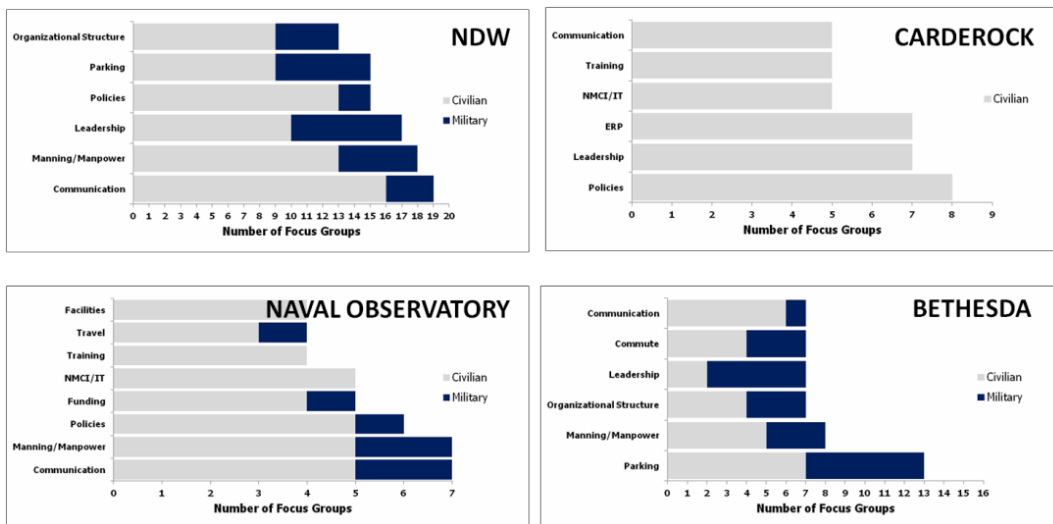 NDW
Organizational Structure
Parking
Policies
Leadership
Manning/Manpower
Communication
Civilian
Military
0 1 2 3 4 5 6 7 8 9 10 11 12 13 14 15 16 17 18 19 20
Number of Focus Groups
CARDEROCK
Communication
Training
NMCI/IT
ERP
Leadership
Policies
Civilian
0 1 2 3 4 5 6 7 8 9
Number of Focus Groups
NAVAL OBSERVATORY
Facilities
Travel
Training
NMCI/IT
Funding
Policies
Manning/Manpower
Communication
Civilian
Military
0 1 2 3 4 5 6 7
Number of Focus Groups
BETHESDA
Communication
Commute
Leadership
Organizational Structure
Manning/Manpower
Parking
Civilian
Military
0 1 2 3 4 5 6 7 8 9 10 11 12 13 14 15 16
Number of Focus Groups